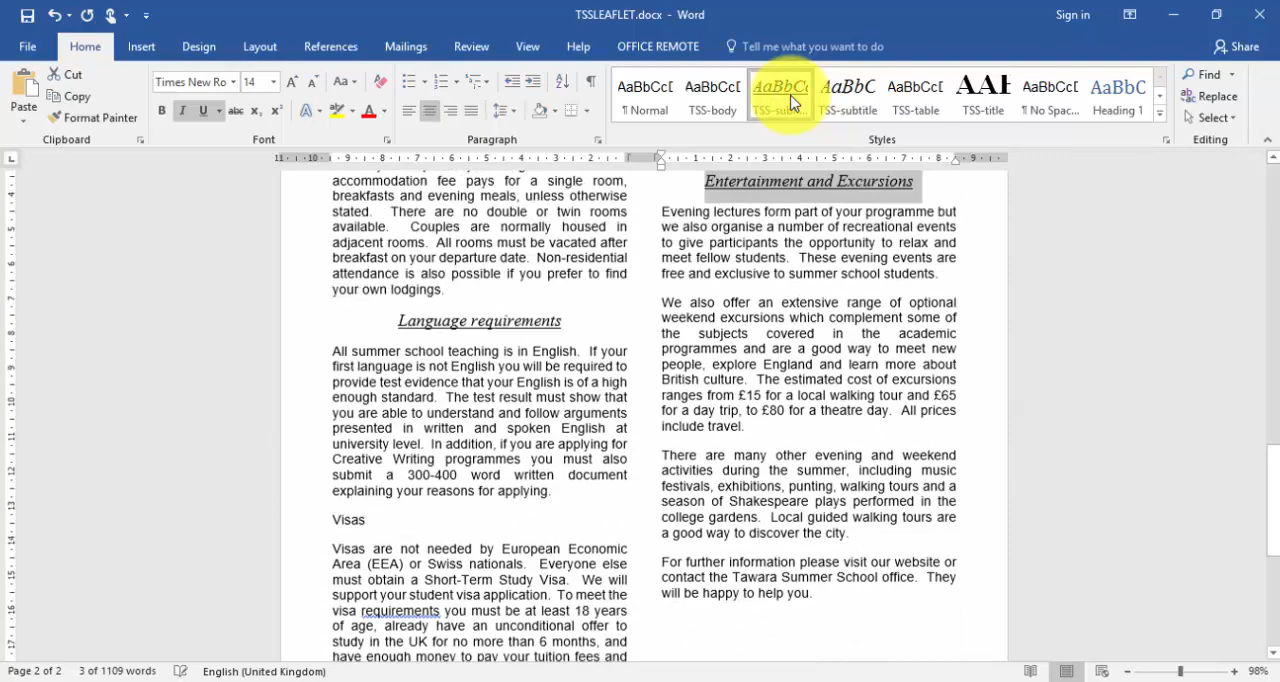 TSSLEAFLET.docx - Word
Sign in
File Home Insert Design Layout References Mailings Review View Help OFFICE REMOTE Tell me what you want to do Share
Paste
Cut
Copy
Format Painter
Clipboard
Times New Ro 14
Font
Paragraph
AaBbCcD AaBbCcD AaBbCc AaBbC AaBbCcD AAB AaBbCcD AaBbC
¶ Normal TSS-body TSS-subtitle TSS-table TSS-title ¶ No Spac... Heading 1
Styles
Find
Replace
Select
Editing
accommodation fee pays for a single room,
breakfasts and evening meals, unless otherwise
stated. There are no double or twin rooms
available. Couples are normally housed in
adjacent rooms. All rooms must be vacated after
breakfast on your departure date. Non-residential
attendance is also possible if you prefer to find
your own lodgings.
Language requirements
All summer school teaching is in English. If your
first language is not English you will be required to
provide test evidence that your English is of a high
enough standard. The test result must show that
you are able to understand and follow arguments
presented in written and spoken English at
university level. In addition, if you are applying for
Creative Writing programmes you must also
submit a 300-400 word written document
explaining your reasons for applying.
Visas
Visas are not needed by European Economic
Area (EEA) or Swiss nationals. Everyone else
must obtain a Short-Term Study Visa. We will
support your student visa application. To meet the
visa requirements you must be at least 18 years
of age, already have an unconditional offer to
study in the UK for no more than 6 months, and
have enough money to pay your tuition fees and
Entertainment and Excursions
Evening lectures form part of your programme but
we also organise a number of recreational events
to give participants the opportunity to relax and
meet fellow students. These evening events are
free and exclusive to summer school students.
We also offer an extensive range of optional
weekend excursions which complement some of
the subjects covered in the academic
programmes and are a good way to meet new
people, explore England and learn more about
British culture. The estimated cost of excursions
ranges from £15 for a local walking tour and £65
for a day trip, to £80 for a theatre day. All prices
include travel.
There are many other evening and weekend
activities during the summer, including music
festivals, exhibitions, punting, walking tours and a
season of Shakespeare plays performed in the
college gardens. Local guided walking tours are
a good way to discover the city.
For further information please visit our website or
contact the Tawara Summer School office. They
will be happy to help you.
Page 2 of 2 3 of 1109 words English (United Kingdom) 98%